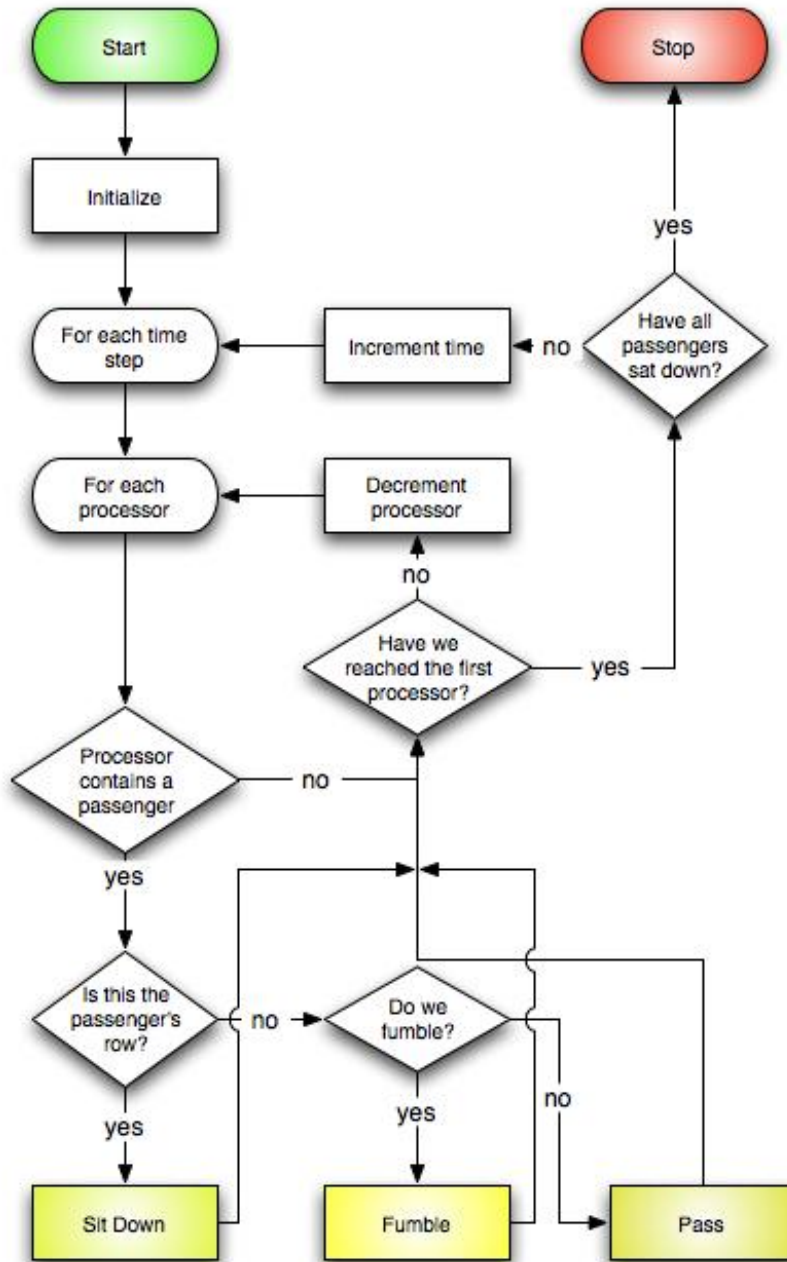 Start
Stop
Initialize
yes
For each time
step
Increment time
no
Have all
passengers
sat down?
For each
processor
Decrement
processor
no
Have we
reached the first
processor?
yes
Processor
contains a
passenger
no
yes
Is this the
passenger's
row?
no
Do we
fumble?
no
yes
yes
Sit Down
Fumble
Pass